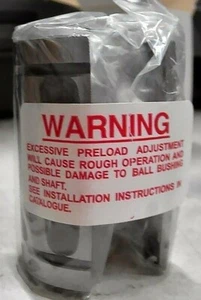 WARNING
EXCESSIVE PRELOAD ADJUSTMENT
WILL CAUSE ROUGH OPERATION AND
POSSIBLE DAMAGE TO BALL BUSHING
AND SHAFT.
SEE INSTALLATION INSTRUCTIONS IN
CATALOGUE.